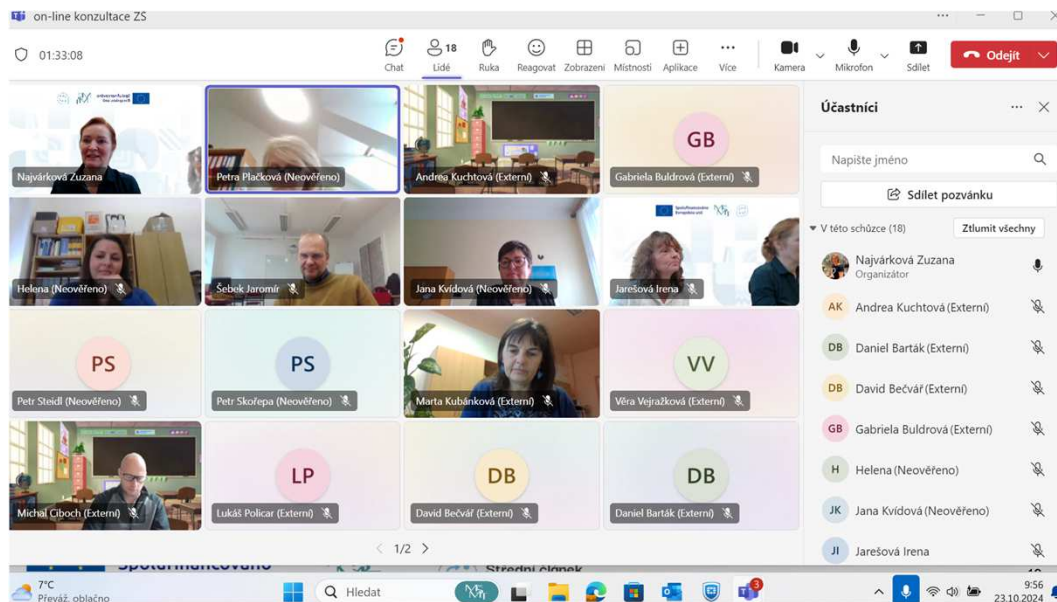 on-line konzultace ZŠ
01:33:08
Chat
18
Lidé
Ruka
Reagovat
Zobrazení
Místnosti
Aplikace
Více
Kamera
Mikrofon
Sdílet
Odejít
Najvárková Zuzana
Petra Plačková (Neověřeno)
Andrea Kuchtová (Externí)
GB
Gabriela Buldrová (Externí)
Helena (Neověřeno)
Šebek Jaromír
Jana Kvídová (Neověřeno)
Jarešová Irena
PS
Petr Steidl (Neověřeno)
PS
Petr Skořepa (Neověřeno)
Marta Kubánková (Externí)
VV
Věra Vejražková (Externí)
Michal Ciboch (Externí)
LP
Lukáš Policar (Externí)
DB
David Bečvář (Externí)
DB
Daniel Barták (Externí)
1/2
Účastníci
Napište jméno
Sdílet pozvánku
V této schůzce (18)
Ztlumit všechny
Najvárková Zuzana
Organizátor
AK Andrea Kuchtová (Externí)
DB Daniel Barták (Externí)
DB David Bečvář (Externí)
GB Gabriela Buldrová (Externí)
H Helena (Neověřeno)
JK Jana Kvídová (Neověřeno)
JI Jarešová Irena
Spolufinancováno
Střední článek
7°C
Převáž. oblačno
Hledat
3
9:56
23.10.2024